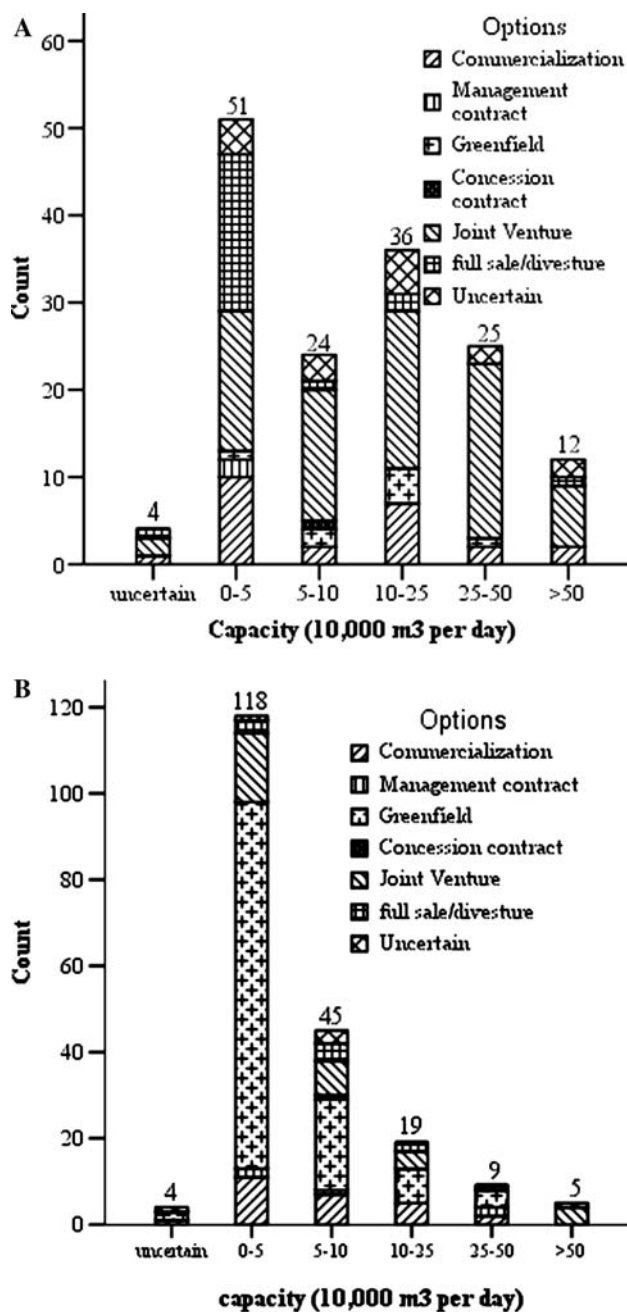 A
Options
Commercialization
Management
contract
Greenfield
Concession
contract
Joint Venture
full sale/divesture
Uncertain
60
50
40
30
20
10
0
Count
4
51
24
36
25
12
uncertain
0-5
5-10
10-25
25-50
>50
Capacity (10,000 m3 per day)
B
Options
Commercialization
Management contract
Greenfield
Concession contract
Joint Venture
full sale/divesture
Uncertain
120
100
80
60
40
20
0
Count
4
118
45
19
9
5
uncertain
0-5
5-10
10-25
25-50
>50
capacity (10,000 m3 per day)